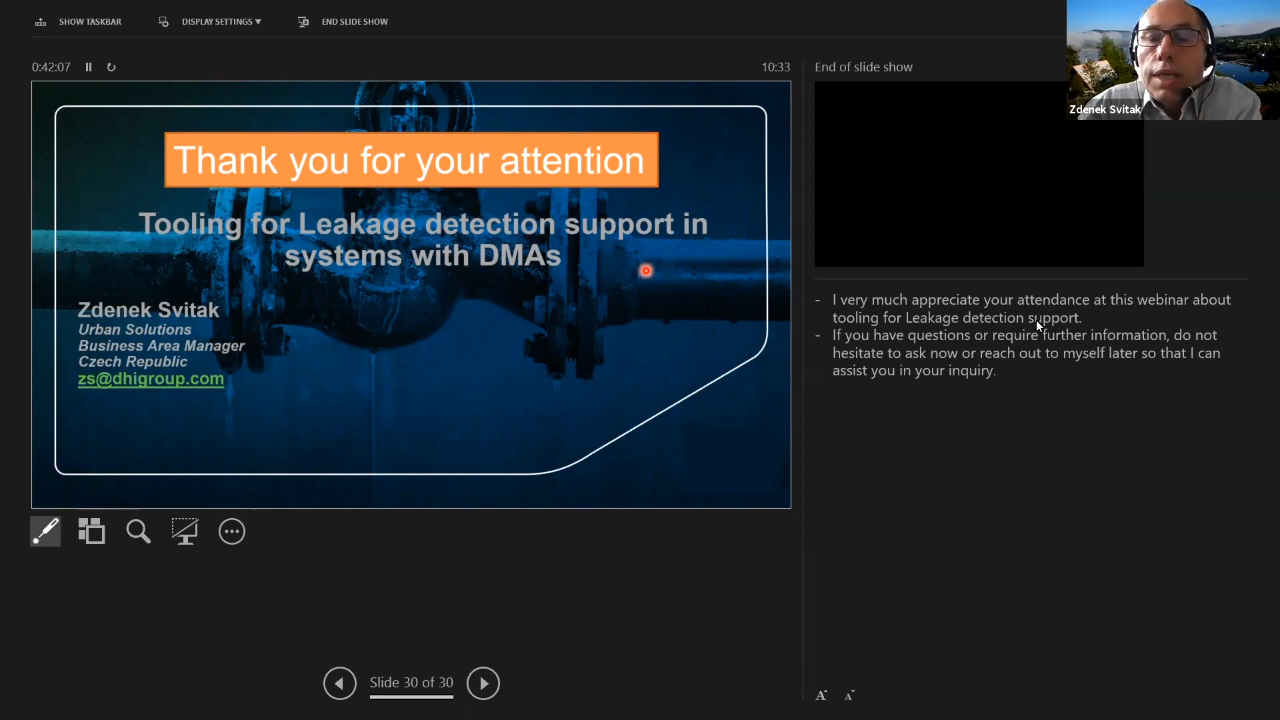 SHOW TASKBAR
DISPLAY SETTINGS ▾
END SLIDE SHOW
0:42:07
10:33
End of slide show
Zdenek Svitak
Thank you for your attention
Tooling for Leakage detection support in
systems with DMAs
Zdenek Svitak
Urban Solutions
Business Area Manager
Czech Republic
zs@dhigroup.com
- I very much appreciate your attendance at this webinar about
tooling for Leakage detection support.
- If you have questions or require further information, do not
hesitate to ask now or reach out to myself later so that I can
assist you in your inquiry.
Slide 30 of 30
A A